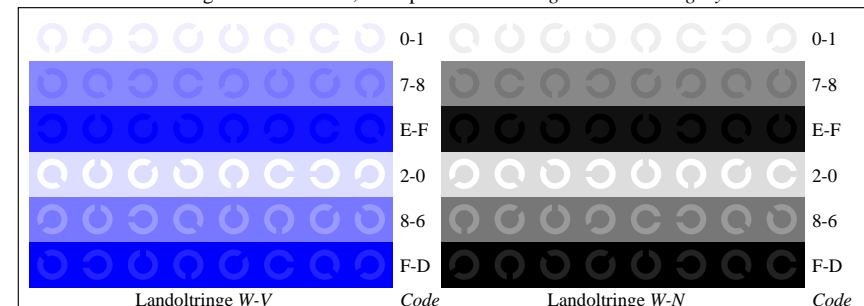 0-1 0-1
7-8 7-8
E-F E-F
2-0 2-0
8-6 8-6
F-D F-D
Landoltringe W-V Code Landoltringe W-N Code